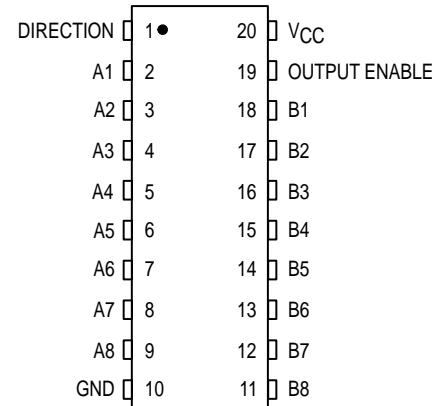 DIRECTION 1 20 VCC
A1 2 19 OUTPUT ENABLE
A2 3 18 B1
A3 4 17 B2
A4 5 16 B3
A5 6 15 B4
A6 7 14 B5
A7 8 13 B6
A8 9 12 B7
GND 10 11 B8